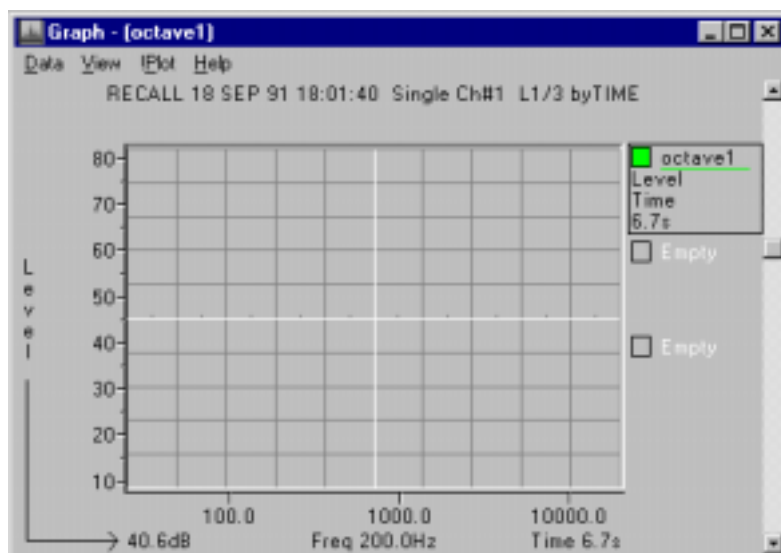 Graph - (octave1)
Data View !Plot Help
RECALL 18 SEP 91 18:01:40 Single Ch#1 L1/3 byTIME
80
70
60
50
40
30
20
10
Level
100.0 1000.0 10000.0
40.6dB Freq 200.0Hz Time 6.7s
octave1
Level
Time
6.7s
Empty
Empty